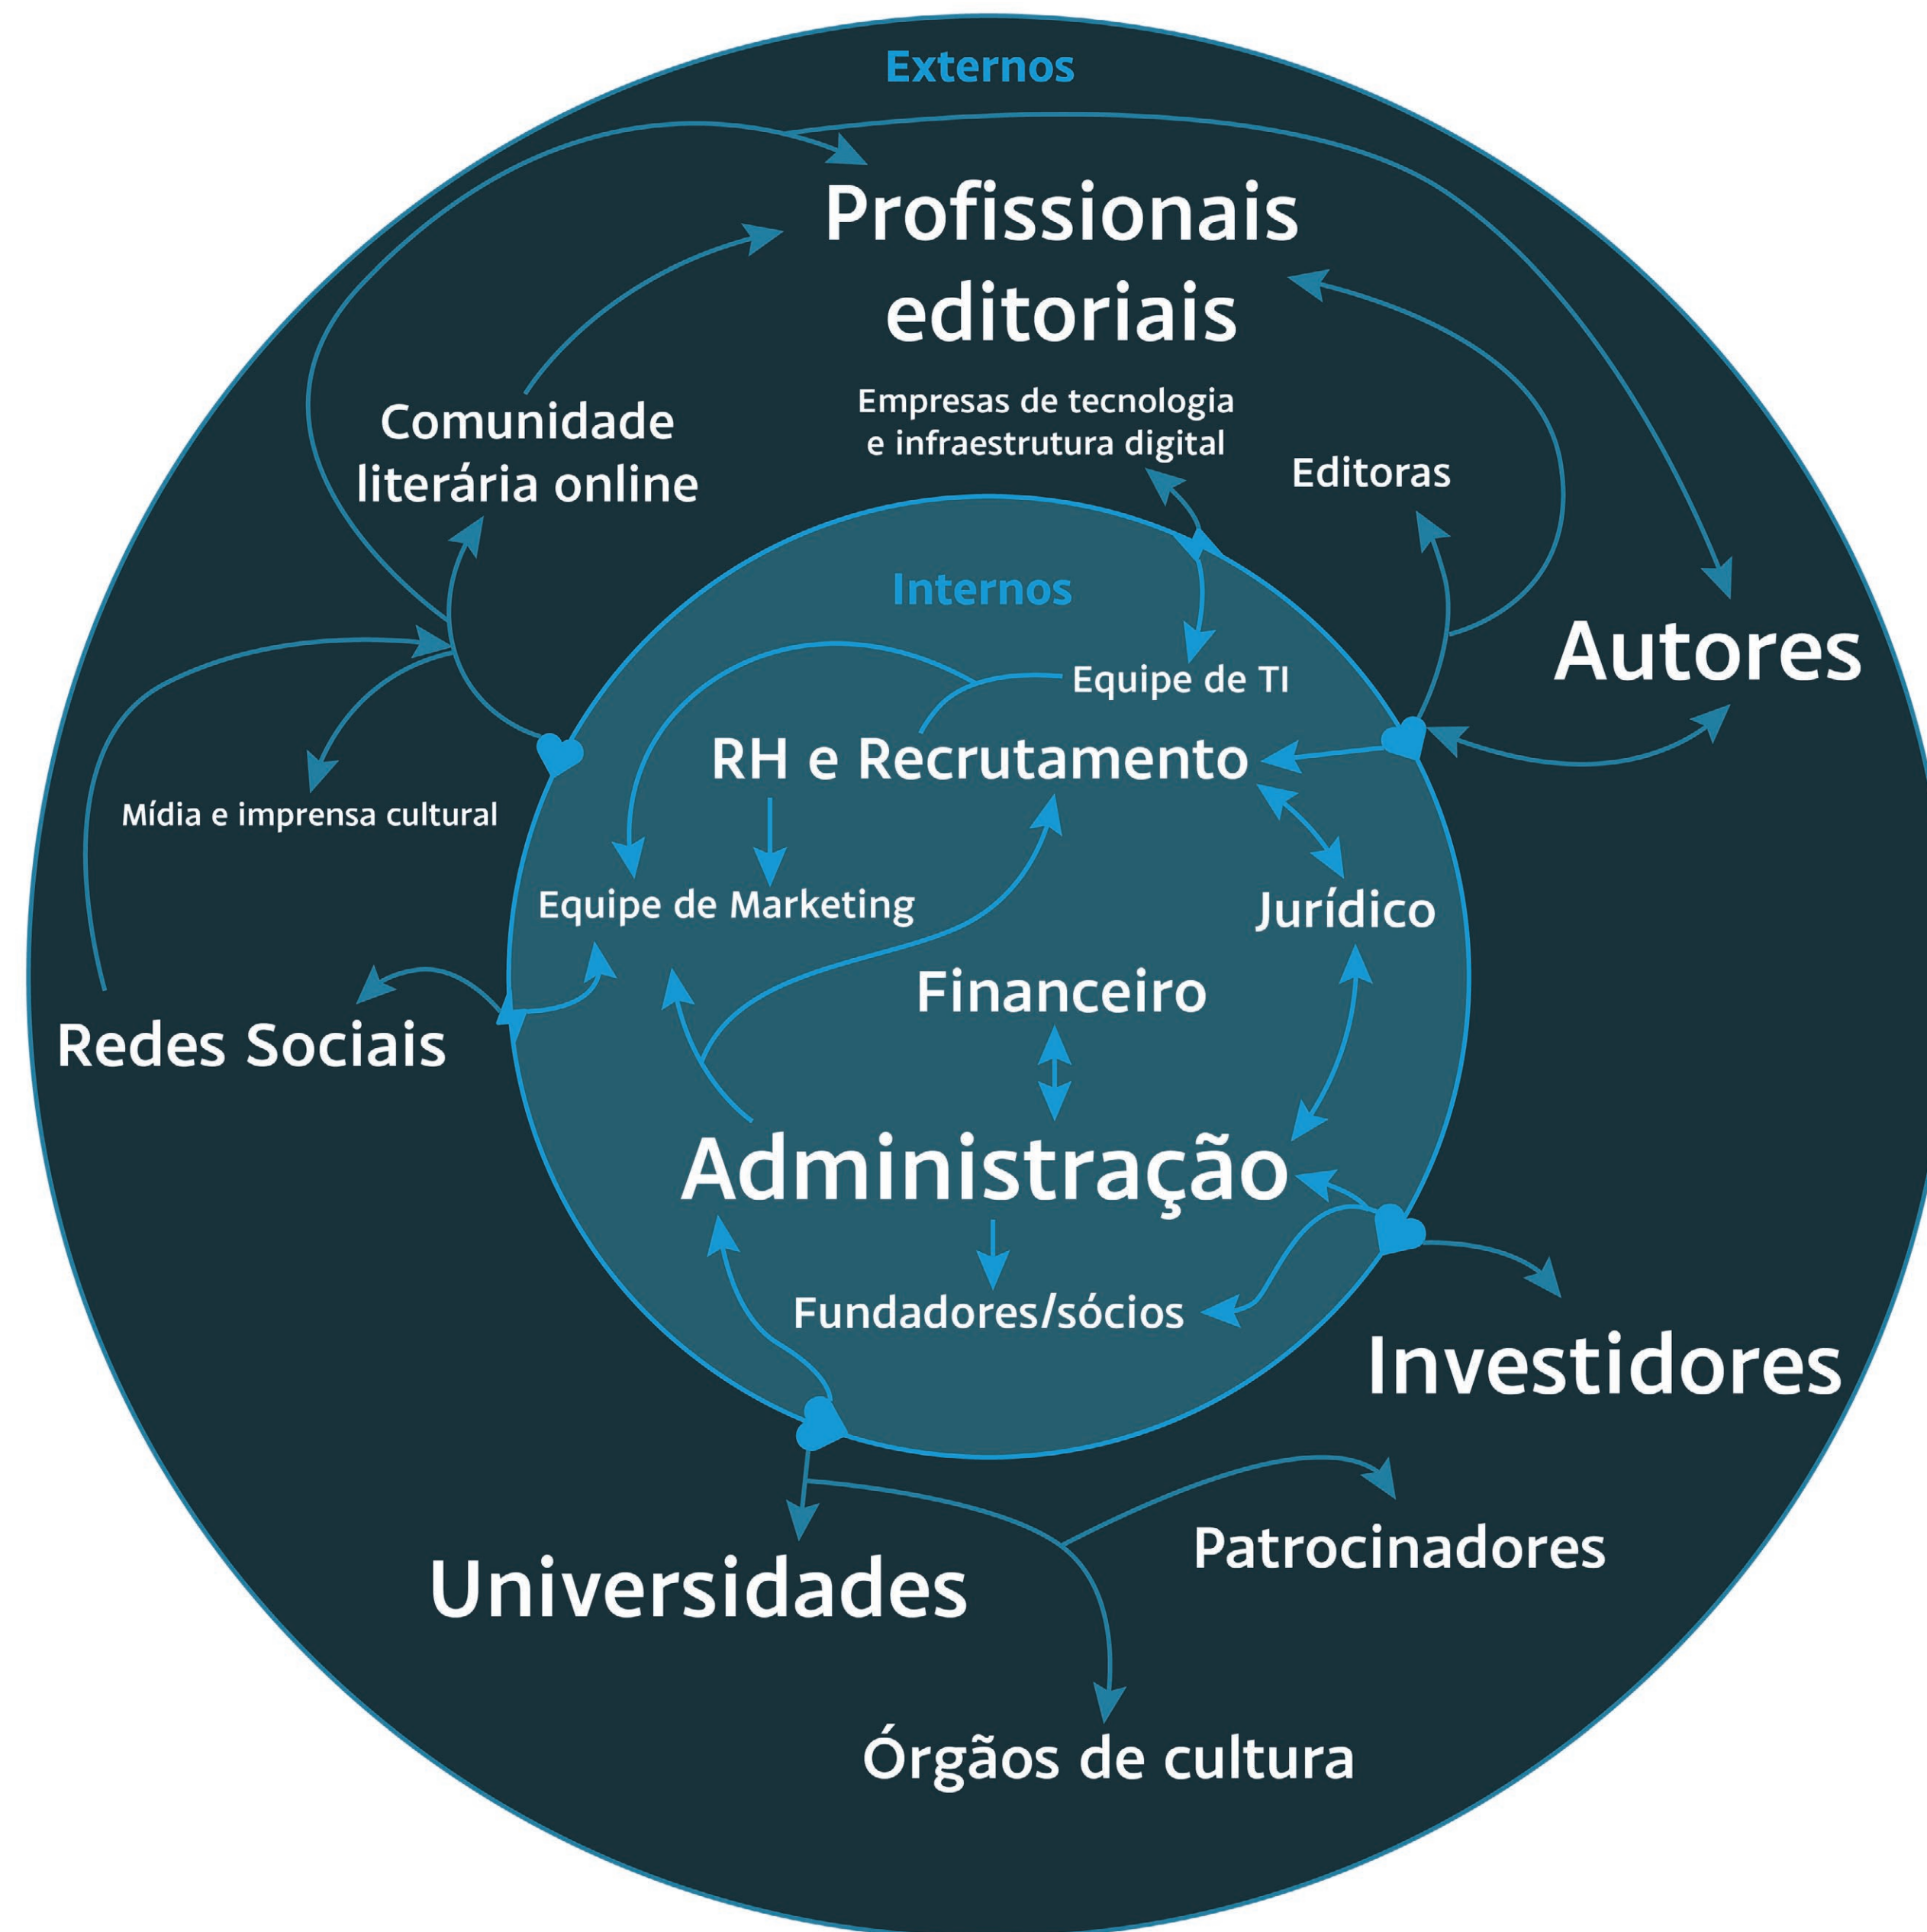 Externos
Profissionais
editoriais
Comunidade
literária online
Empresas de tecnologia
e infraestrutura digital
Editoras
Internos
Autores
Equipe de TI
RH e Recrutamento
Mídia e imprensa cultural
Equipe de Marketing
Jurídico
Financeiro
Redes Sociais
Administração
Fundadores/sócios
Investidores
Patrocinadores
Universidades
Órgãos de cultura